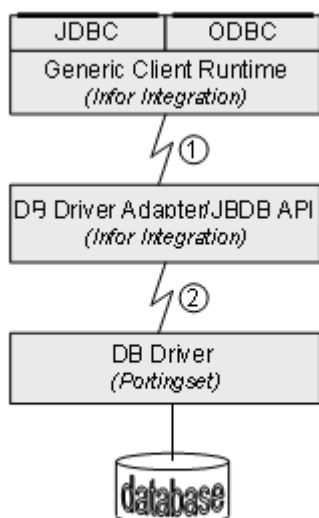 JDBC ODBC
Generic Client Runtime
(Infor Integration)
1
DB Driver Adapter/JBDB API
(Infor Integration)
2
DB Driver
(Portingset)
database